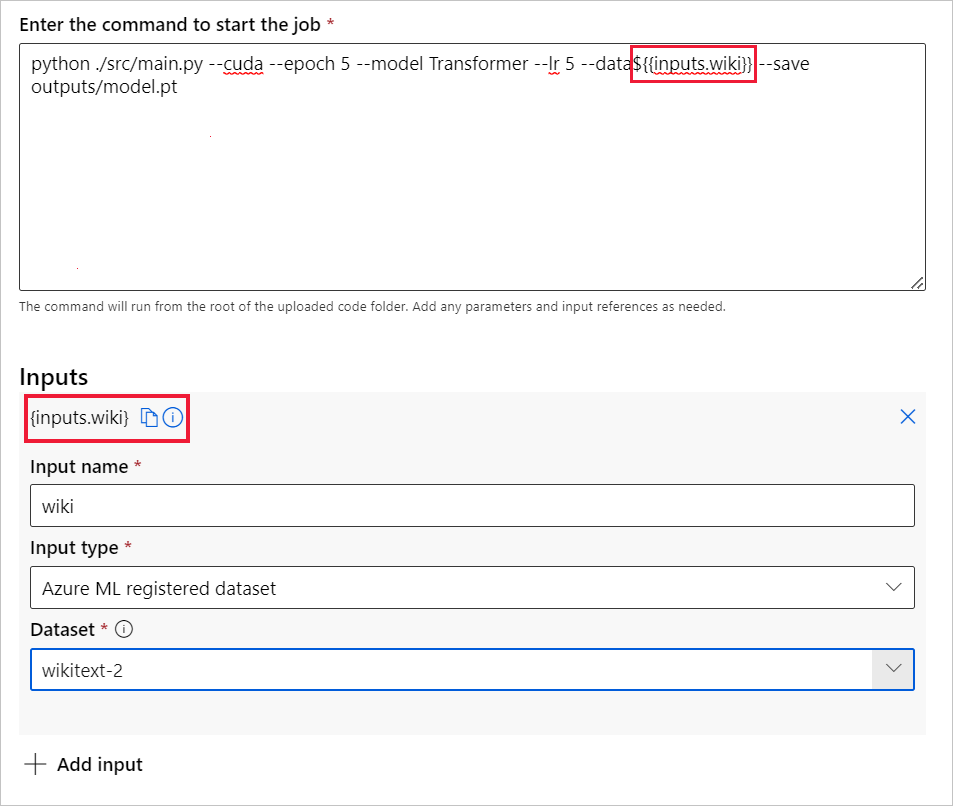 Enter the command to start the job *
python ./src/main.py --cuda --epoch 5 --model Transformer --lr 5 --data${{inputs.wiki}} --save
outputs/model.pt
The command will run from the root of the uploaded code folder. Add any parameters and input references as needed.
Inputs
{inputs.wiki}
Input name *
wiki
Input type *
Azure ML registered dataset
Dataset *
wikitext-2
Add input